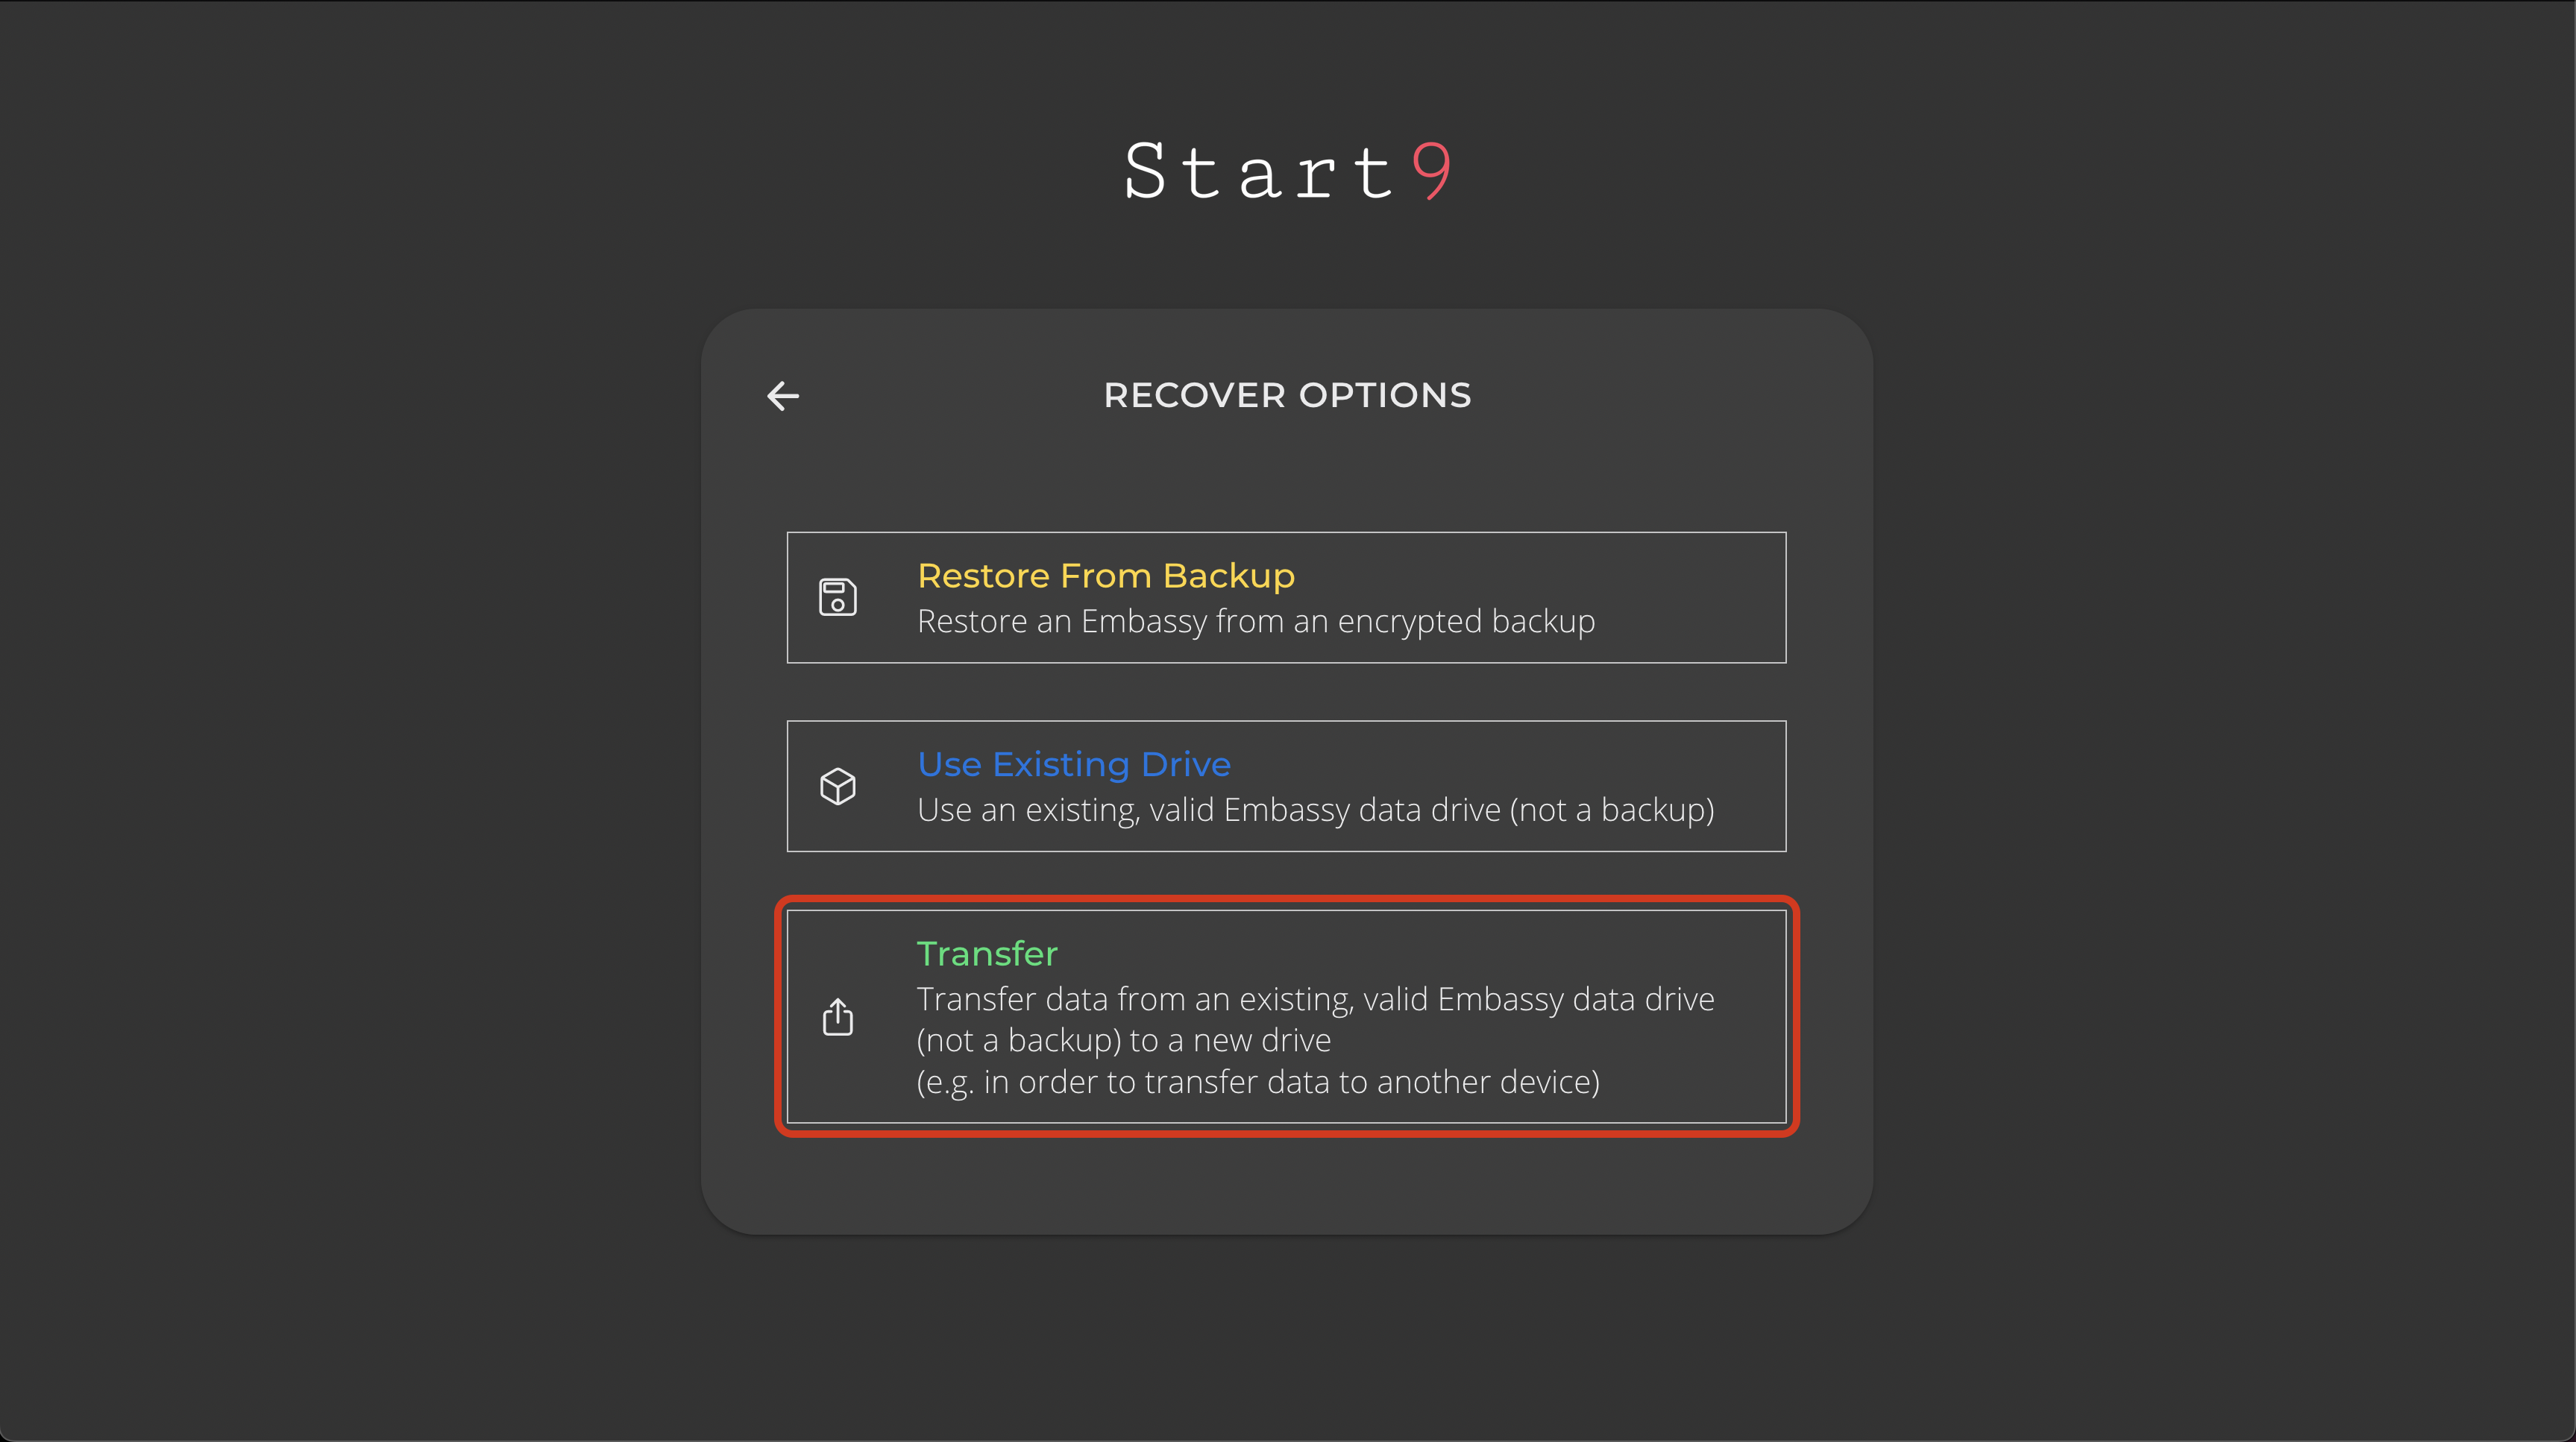 Start9
RECOVER OPTIONS
Restore From Backup
Restore an Embassy from an encrypted backup
Use Existing Drive
Use an existing, valid Embassy data drive (not a backup)
Transfer
Transfer data from an existing, valid Embassy data drive
(not a backup) to a new drive
(e.g. in order to transfer data to another device)